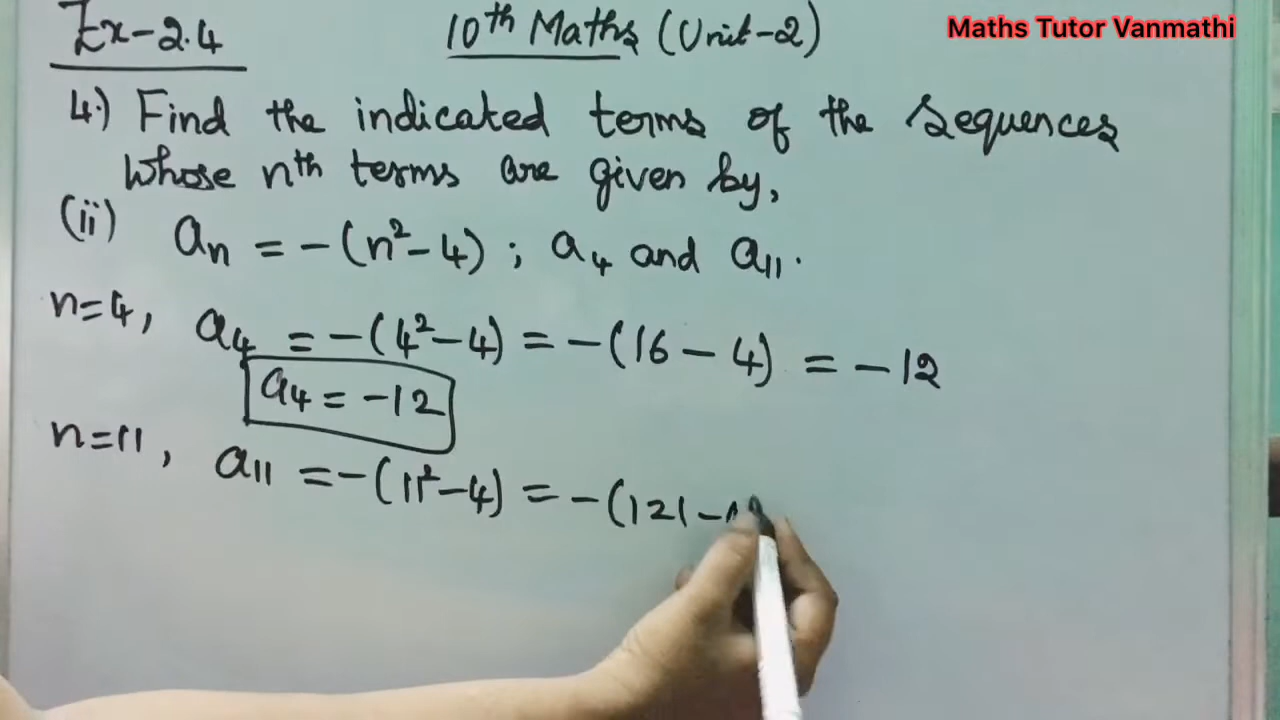 Ex-2.4
10th Maths (Unit-2)
Maths Tutor Vanmathi
4.) Find the indicated terms of the sequences
whose nth terms are given by,
(ii) an = -(n²-4) ; a4 and a11.
n=4, a4 = -(4²-4) = -(16-4) = -12
a4 = -12
n=11, a11 = -(11²-4) = -(121-